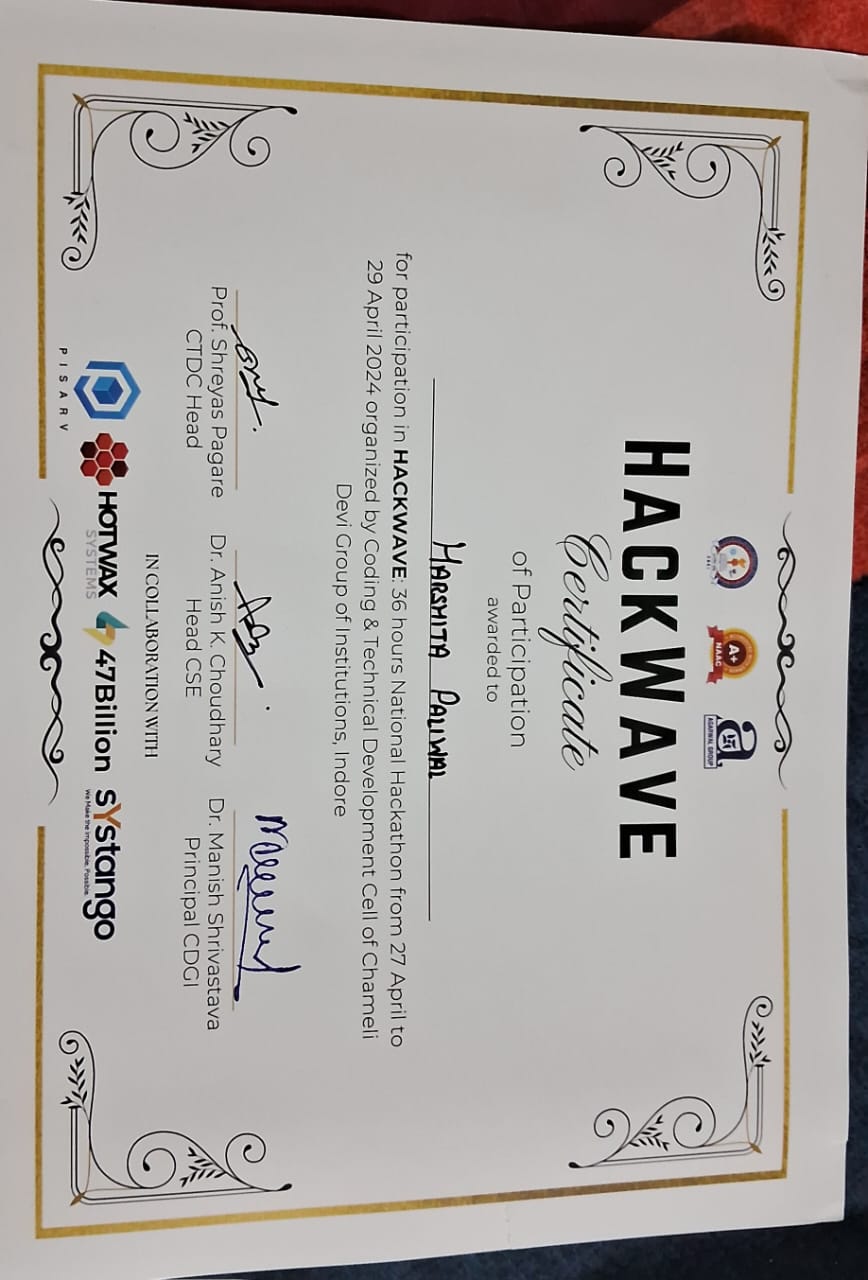 A+
NAAC
a
AGARWAL GROUP
HACKWAVE
Certificate
of Participation
awarded to
HARSHITA PALIWAL
for participation in HACKWAVE: 36 hours National Hackathon from 27 April to
29 April 2024 organized by Coding & Technical Development Cell of Chameli
Devi Group of Institutions, Indore
Prof. Shreyas Pagare
CTDC Head
Dr. Anish K. Choudhary
Head CSE
Dr. Manish Shrivastava
Principal CDGI
IN COLLABORATION WITH
PISARV
HOTWAX
SYSTEMS
47Billion
sYstango
We Make the Impossible, Possible.